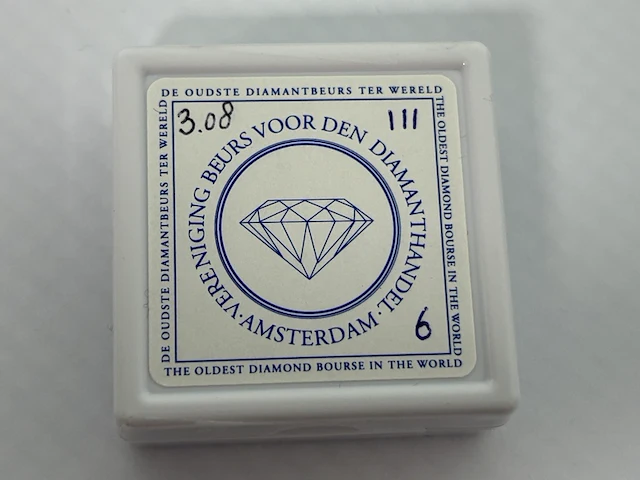 DE OUDSTE DIAMANTBEURS TER WERELD
3.08
III
VERENIGING BEURS VOOR DEN DIAMANTHANDEL
·AMSTERDAM·
6
DE OUDSTE DIAMANTBEURS TER WERELD
THE OLDEST DIAMOND BOURSE IN THE WORLD
THE OLDEST DIAMOND BOURSE IN THE WORLD